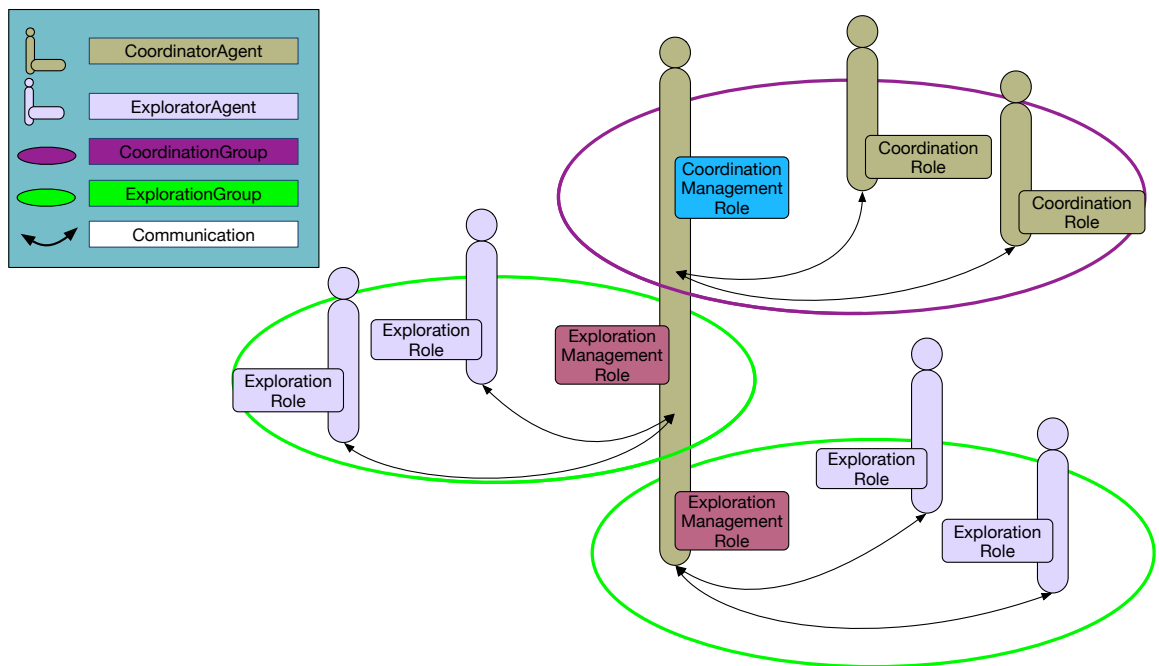 CoordinatorAgent
ExploratorAgent
CoordinationGroup
ExplorationGroup
Communication
Coordination
Role
Coordination
Management
Role
Coordination
Role
Exploration
Role
Exploration
Management
Role
Exploration
Role
Exploration
Role
Exploration
Management
Role
Exploration
Role